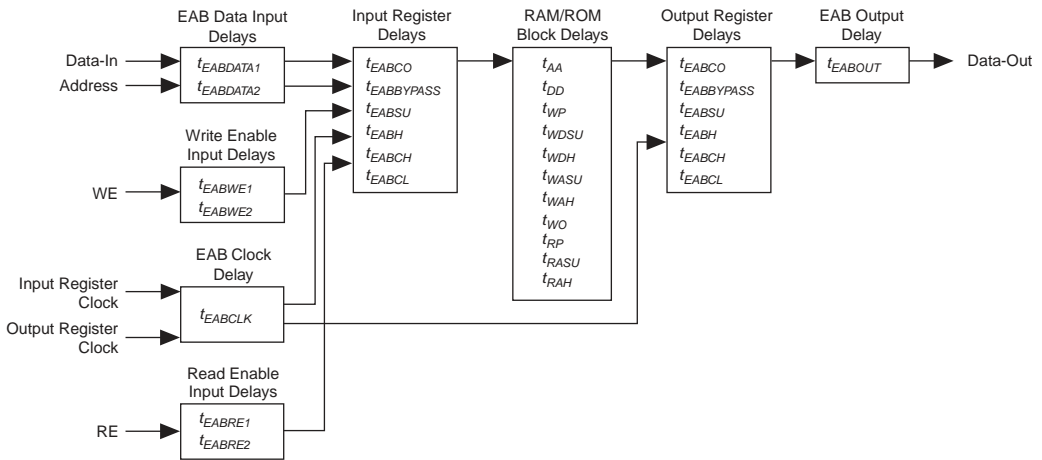 EAB Data Input
Delays
Data-In
Address
tEABDATA1
tEABDATA2
Write Enable
Input Delays
WE
tEABWE1
tEABWE2
EAB Clock
Delay
Input Register
Clock
Output Register
Clock
tEABCLK
Read Enable
Input Delays
RE
tEABRE1
tEABRE2
Input Register
Delays
tEABCO
tEABBYPASS
tEABSU
tEABH
tEABCH
tEABCL
RAM/ROM
Block Delays
tAA
tDD
tWP
tWDSU
tWDH
tWASU
tWAH
tWO
tRP
tRASU
tRAH
Output Register
Delays
tEABCO
tEABBYPASS
tEABSU
tEABH
tEABCH
tEABCL
EAB Output
Delay
tEABOUT
Data-Out